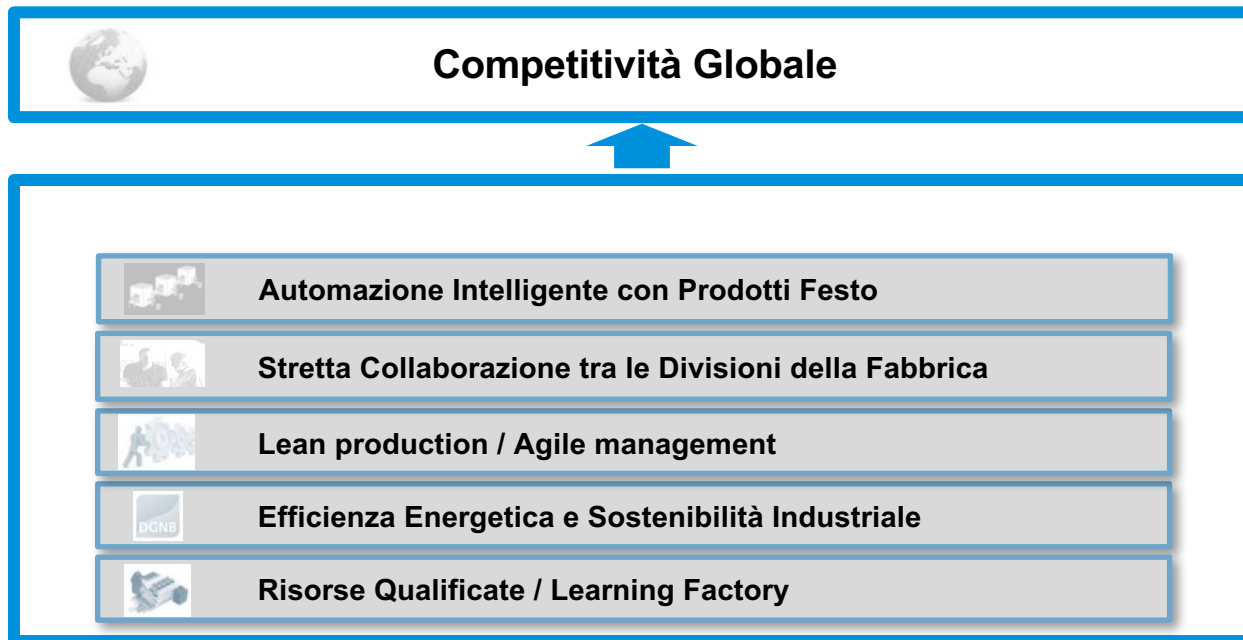 Competitività Globale
Automazione Intelligente con Prodotti Festo
Stretta Collaborazione tra le Divisioni della Fabbrica
Lean production / Agile management
DGNB
Efficienza Energetica e Sostenibilità Industriale
Risorse Qualificate / Learning Factory